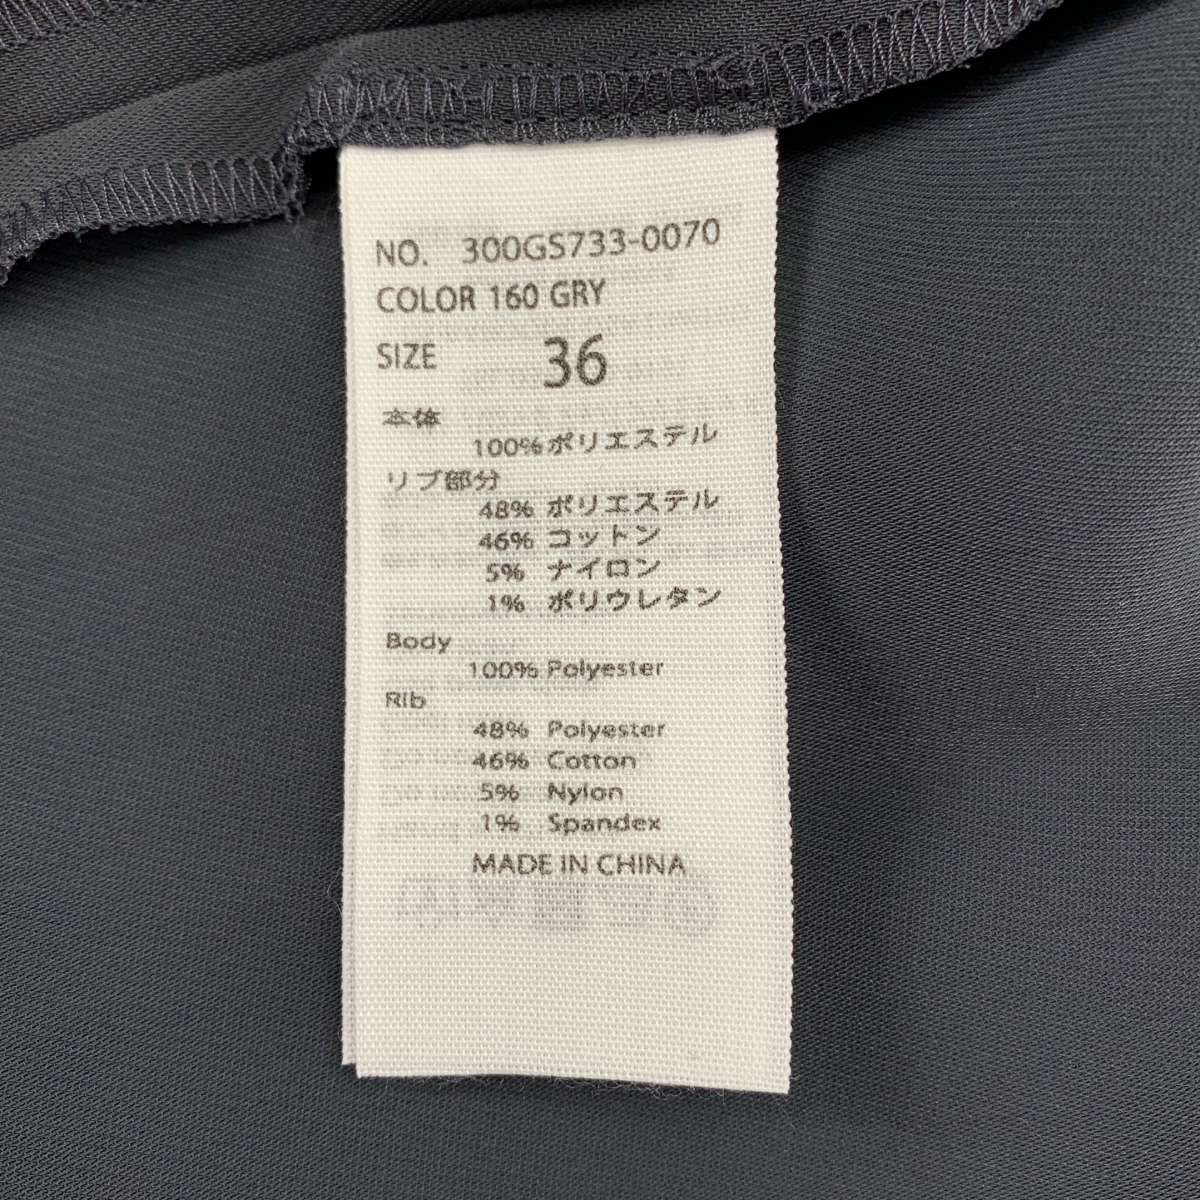 NO. 300GS733-0070
COLOR 160 GRY
SIZE 36
本体
100% ポリエステル
リブ部分
48% ポリエステル
46% コットン
5% ナイロン
1% ポリウレタン
Body
100% Polyester
Rib
48% Polyester
46% Cotton
5% Nylon
1% Spandex
MADE IN CHINA